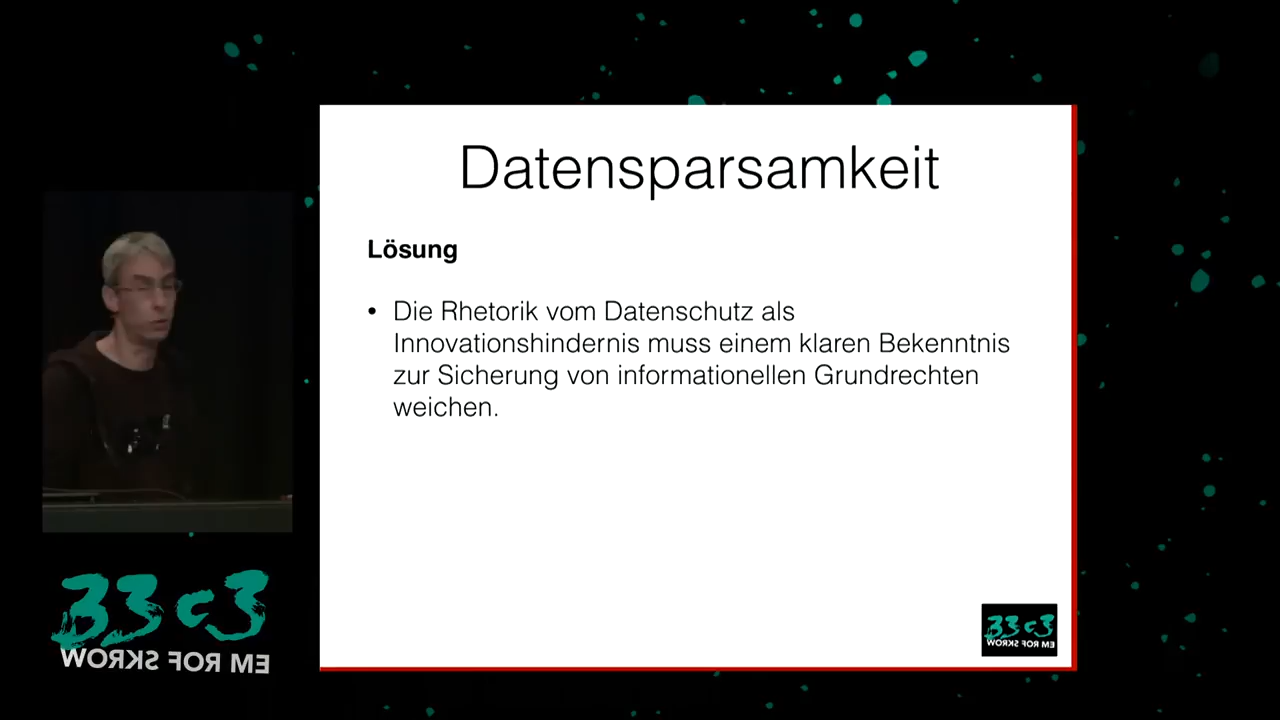 Datensparsamkeit
Lösung
• Die Rhetorik vom Datenschutz als
Innovationshindernis muss einem klaren Bekenntnis
zur Sicherung von informationellen Grundrechten
weichen.
33c3
WORKS FOR ME
33c3
WORKS FOR ME